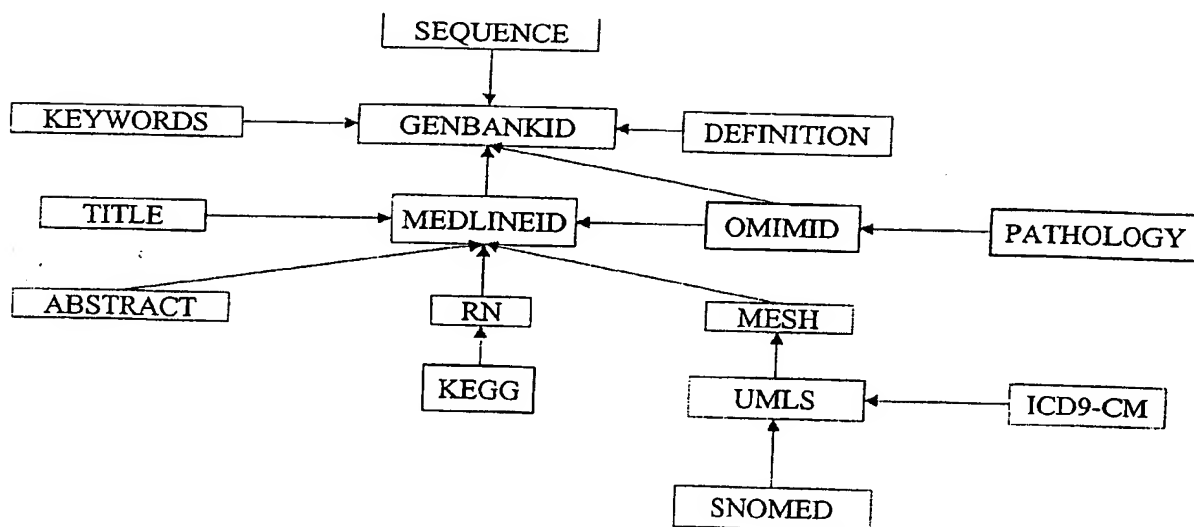 SEQUENCE
KEYWORDS
GENBANKID
DEFINITION
TITLE
MEDLINEID
OMIMID
PATHOLOGY
ABSTRACT
RN
MESH
KEGG
UMLS
ICD9-CM
SNOMED